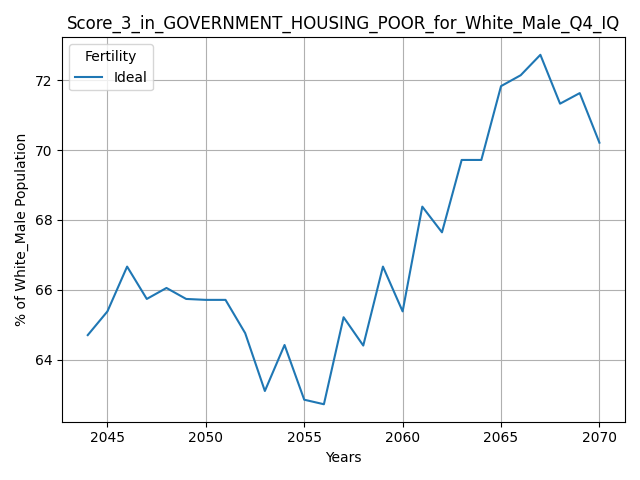 Score_3_in_GOVERNMENT_HOUSING_POOR_for_White_Male_Q4_IQ
Fertility
Ideal
% of White_Male Population
72
70
68
66
64
2045 2050 2055 2060 2065 2070
Years